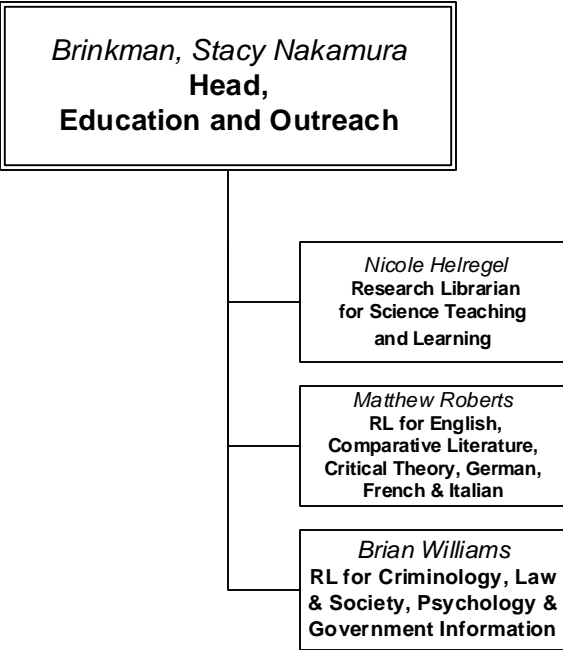 Brinkman, Stacy Nakamura
Head,
Education and Outreach
Nicole Helregel
Research Librarian
for Science Teaching
and Learning
Matthew Roberts
RL for English,
Comparative Literature,
Critical Theory, German,
French & Italian
Brian Williams
RL for Criminology, Law
& Society, Psychology &
Government Information